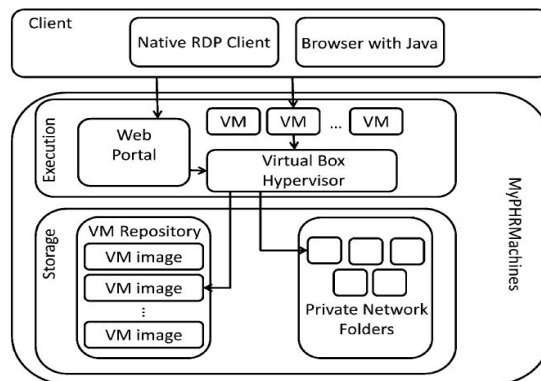 Client
Native RDP Client
Browser with Java
Execution
Web
Portal
VM
VM
...
VM
Virtual Box
Hypervisor
MyPHRMachines
Storage
VM Repository
VM image
VM image
...
VM image
Private Network
Folders